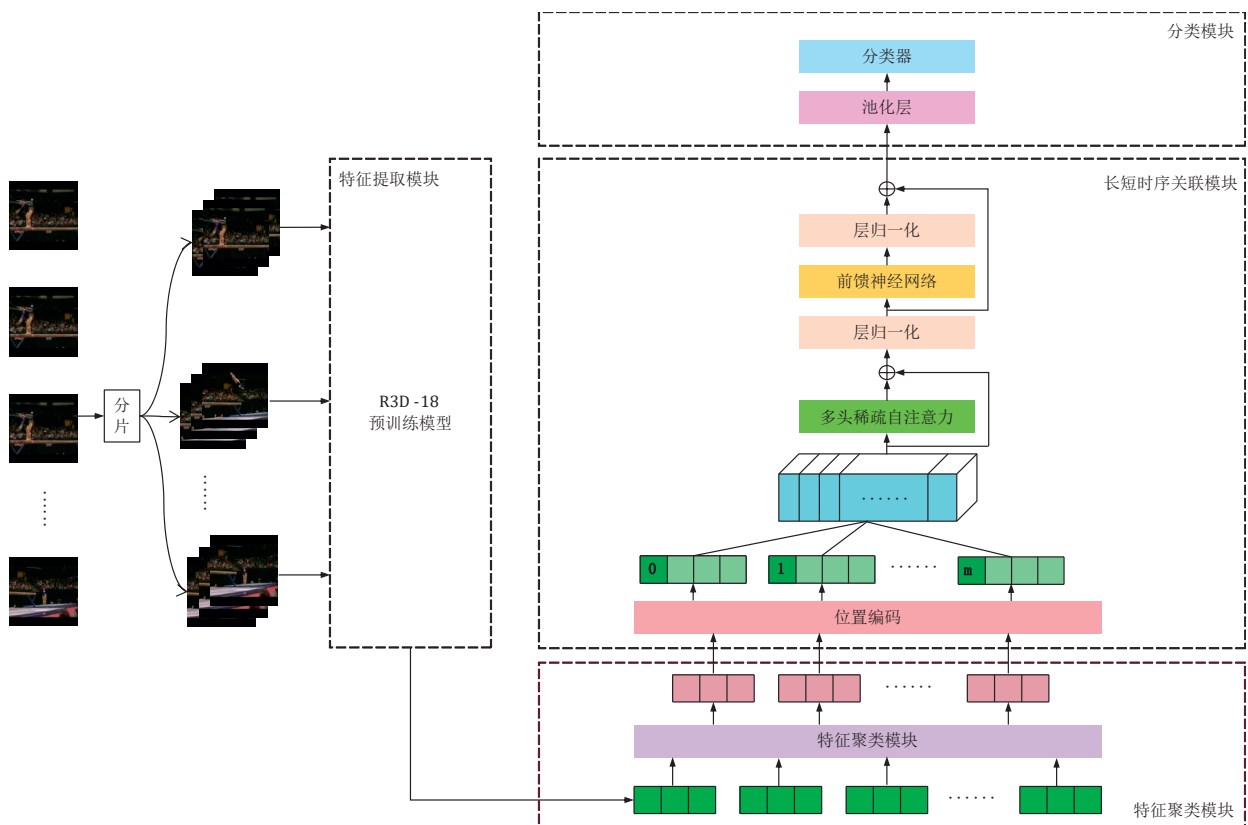 分类模块
分类器
池化层
特征提取模块
长短时序关联模块
层归一化
前馈神经网络
层归一化
分
片
R3D-18
预训练模型
多头稀疏自注意力
......
......
......
0
1
......
m
位置编码
......
特征聚类模块
......
特征聚类模块